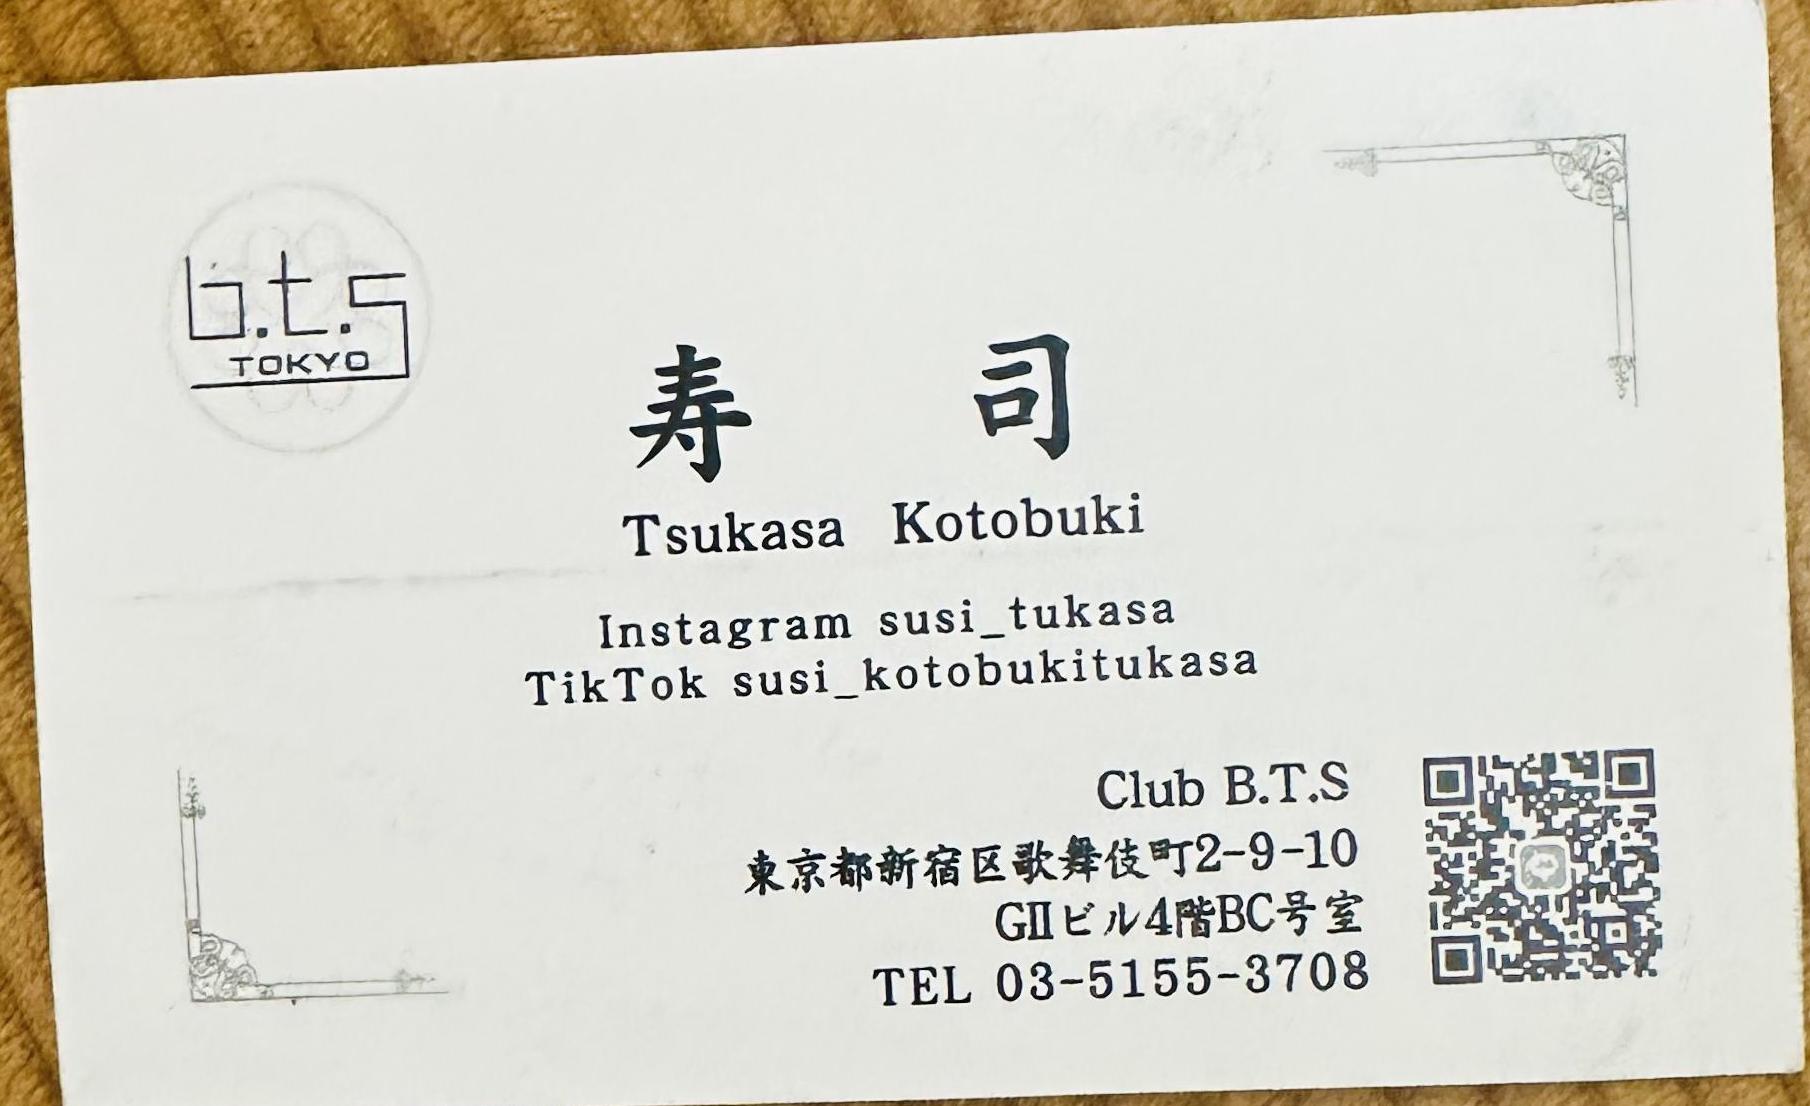 b.t.s
TOKYO
寿 司
Tsukasa Kotobuki
Instagram susi_tukasa
TikTok susi_kotobukitukasa
Club B.T.S
東京都新宿区歌舞伎町2-9-10
GⅡビル4階BC号室
TEL 03-5155-3708